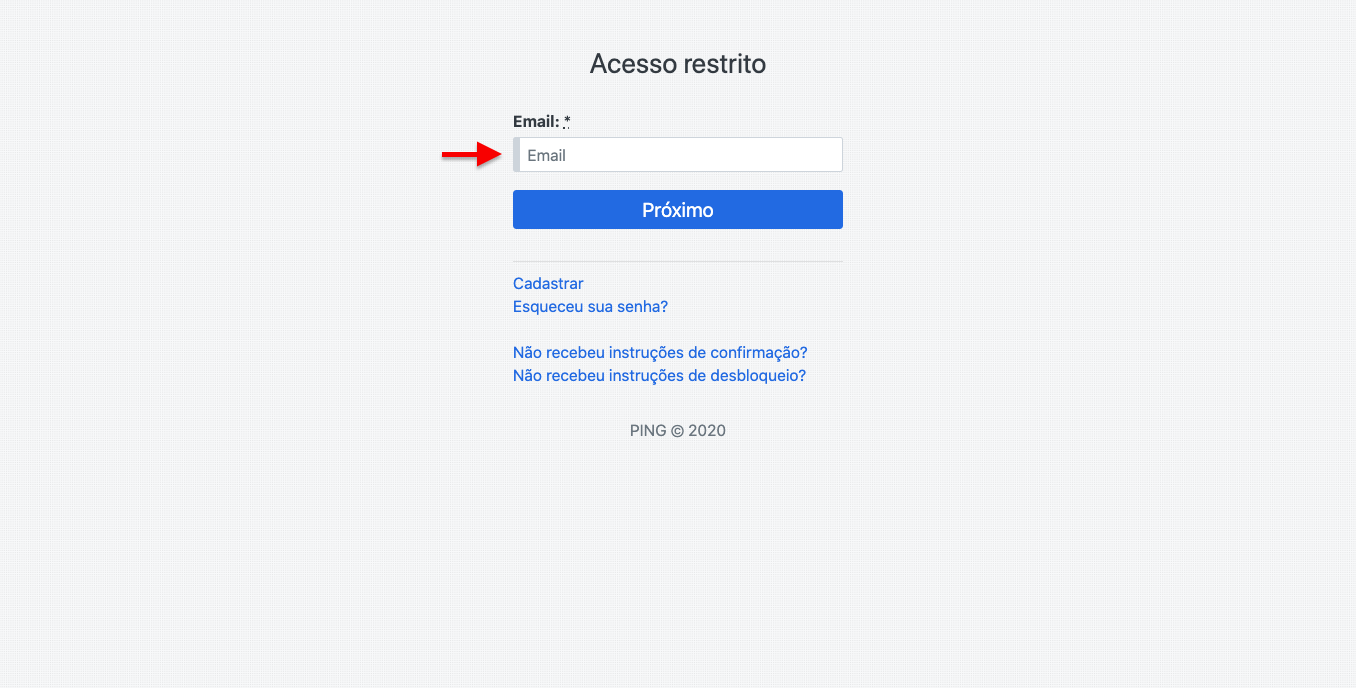 Acesso restrito
Email: *
Email
Próximo
Cadastrar
Esqueceu sua senha?
Não recebeu instruções de confirmação?
Não recebeu instruções de desbloqueio?
PING © 2020